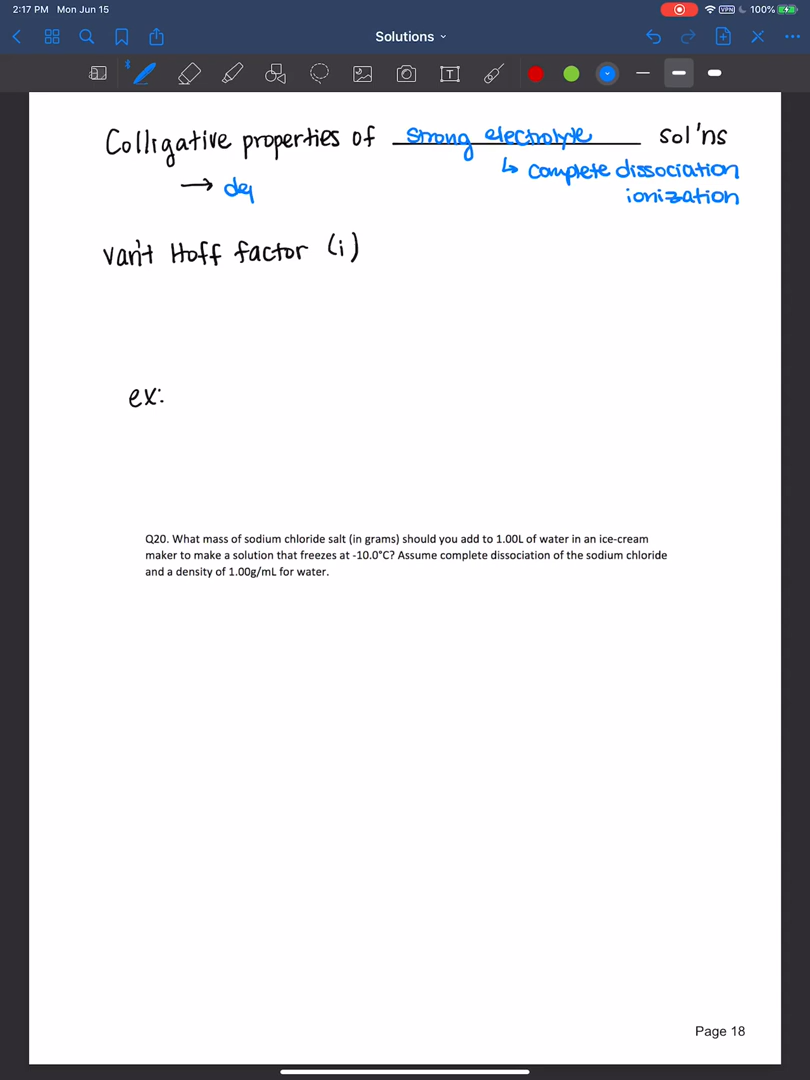 2:17 PM Mon Jun 15
VPN 100%
Solutions
T
Colligative properties of strong electrolyte sol'ns
↳ complete dissociation
→ deq
ionization
van't Hoff factor (i)
ex:
Q20. What mass of sodium chloride salt (in grams) should you add to 1.00L of water in an ice-cream
maker to make a solution that freezes at -10.0°C? Assume complete dissociation of the sodium chloride
and a density of 1.00g/mL for water.
Page 18